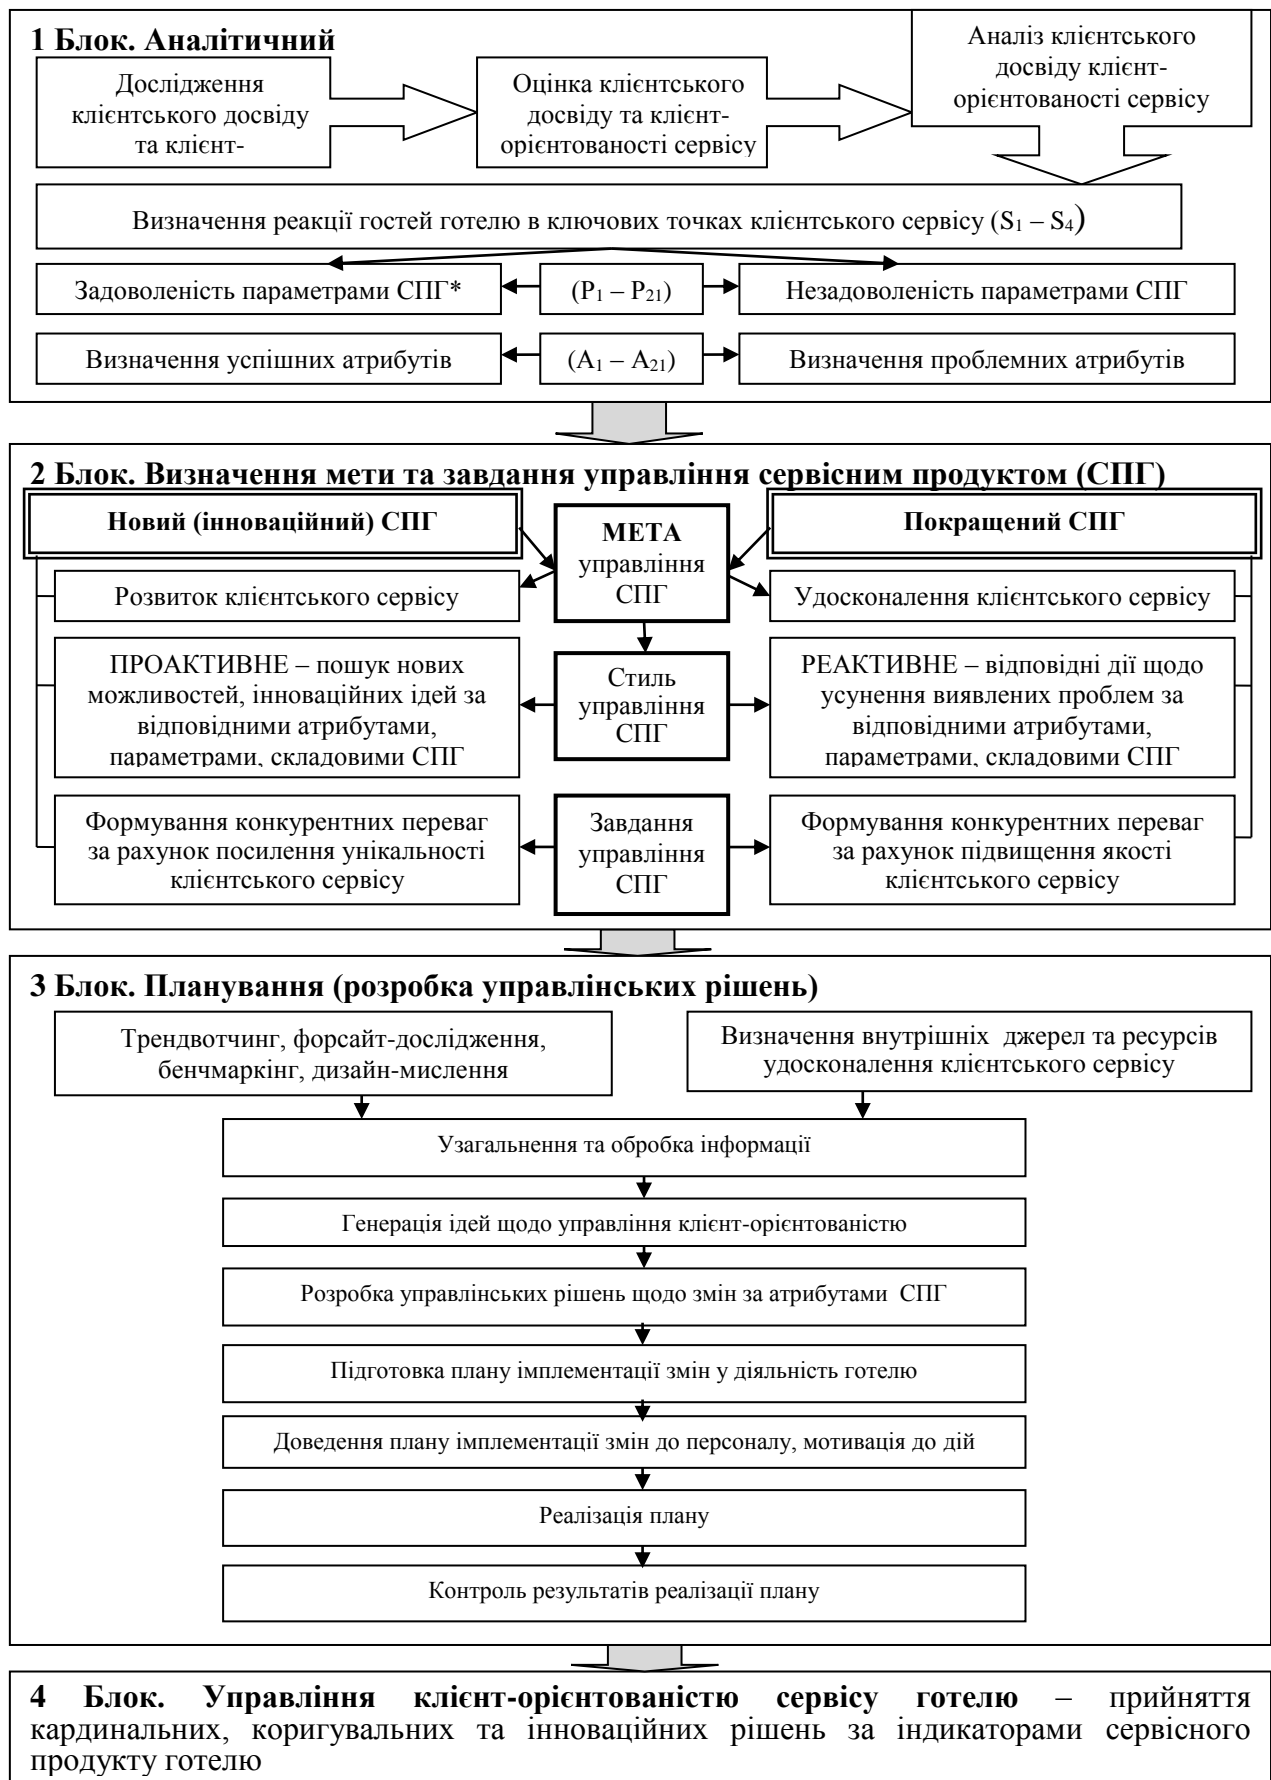 1 Блок. Аналітичний
Дослідження
клієнтського досвіду
та клієнт-
Оцінка клієнтського
досвіду та клієнт-
орієнтованості сервісу
Аналіз клієнтського
досвіду клієнт-
орієнтованості сервісу
Визначення реакції гостей готелю в ключових точках клієнтського сервісу (S₁ – S₄)
Задоволеність параметрами СПГ*
(P₁ – P₂₁)
Незадоволеність параметрами СПГ
Визначення успішних атрибутів
(A₁ – A₂₁)
Визначення проблемних атрибутів
2 Блок. Визначення мети та завдання управління сервісним продуктом (СПГ)
Новий (інноваційний) СПГ
МЕТА
управління
СПГ
Покращений СПГ
Розвиток клієнтського сервісу
Удосконалення клієнтського сервісу
ПРОАКТИВНЕ – пошук нових
можливостей, інноваційних ідей за
відповідними атрибутами,
параметрами, складовими СПГ
Стиль
управління
СПГ
РЕАКТИВНЕ – відповідні дії щодо
усунення виявлених проблем за
відповідними атрибутами,
параметрами, складовими СПГ
Формування конкурентних переваг
за рахунок посилення унікальності
клієнтського сервісу
Завдання
управління
СПГ
Формування конкурентних переваг
за рахунок підвищення якості
клієнтського сервісу
3 Блок. Планування (розробка управлінських рішень)
Трендвотчинг, форсайт-дослідження,
бенчмаркінг, дизайн-мислення
Визначення внутрішніх джерел та ресурсів
удосконалення клієнтського сервісу
Узагальнення та обробка інформації
Генерація ідей щодо управління клієнт-орієнтованістю
Розробка управлінських рішень щодо змін за атрибутами СПГ
Підготовка плану імплементації змін у діяльність готелю
Доведення плану імплементації змін до персоналу, мотивація до дій
Реалізація плану
Контроль результатів реалізації плану
4 Блок. Управління клієнт-орієнтованістю сервісу готелю – прийняття
кардинальних, коригувальних та інноваційних рішень за індикаторами сервісного
продукту готелю